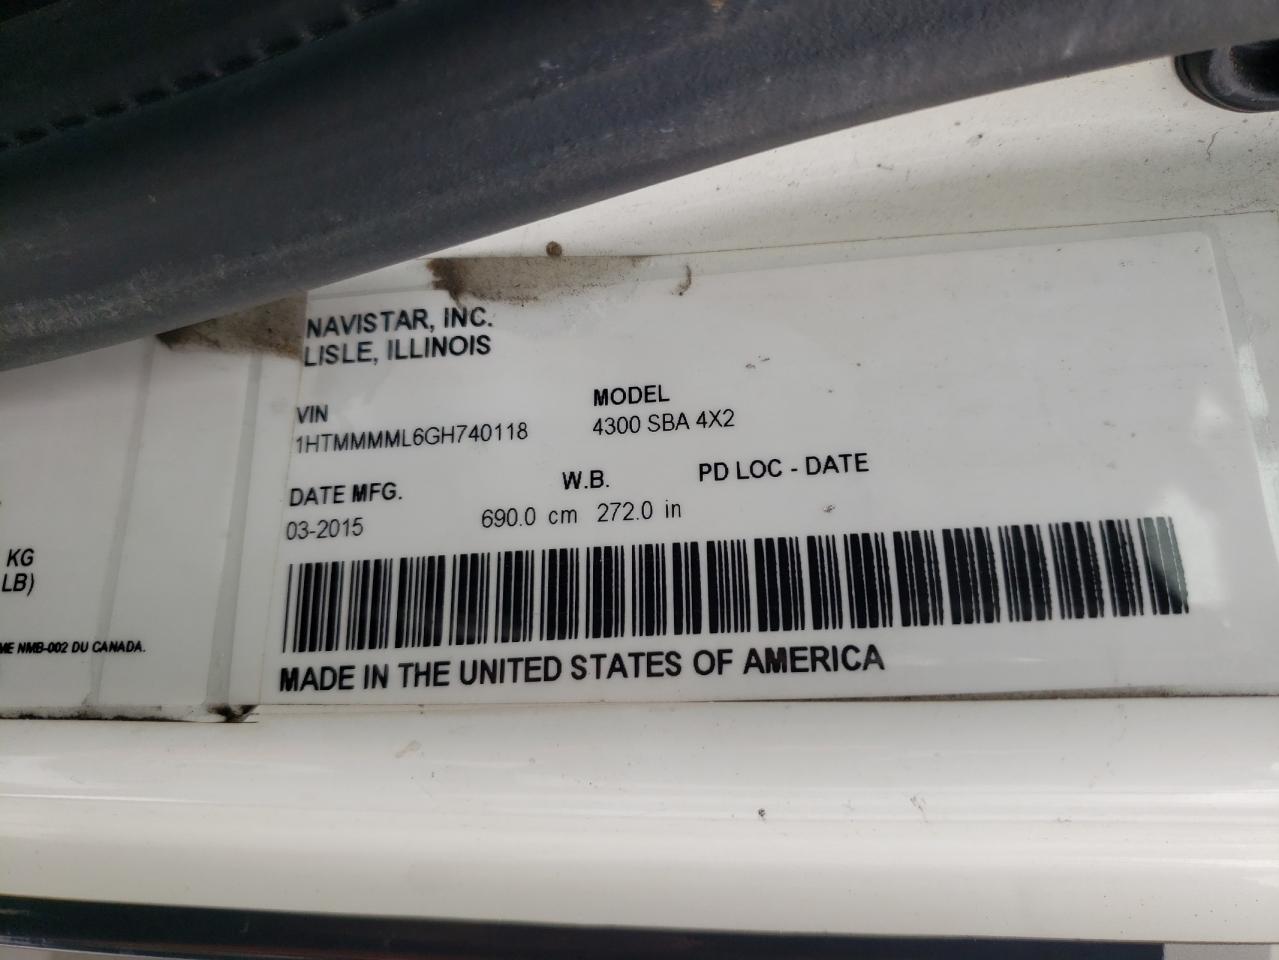 NAVISTAR, INC.
LISLE, ILLINOIS
VIN MODEL
1HTMMMML6GH740118 4300 SBA 4X2
DATE MFG. W.B. PD LOC - DATE
03-2015 690.0 cm 272.0 in
MADE IN THE UNITED STATES OF AMERICA
KG
LB)
NMB-002 DU CANADA.